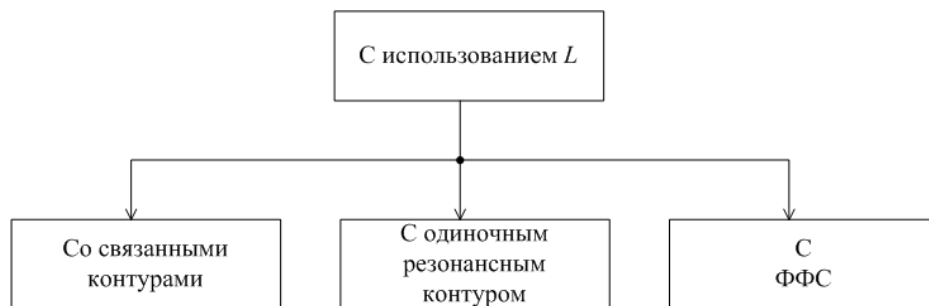 С использованием L
Со связанными
контурами
С одиночным
резонансным
контуром
С
ФФС